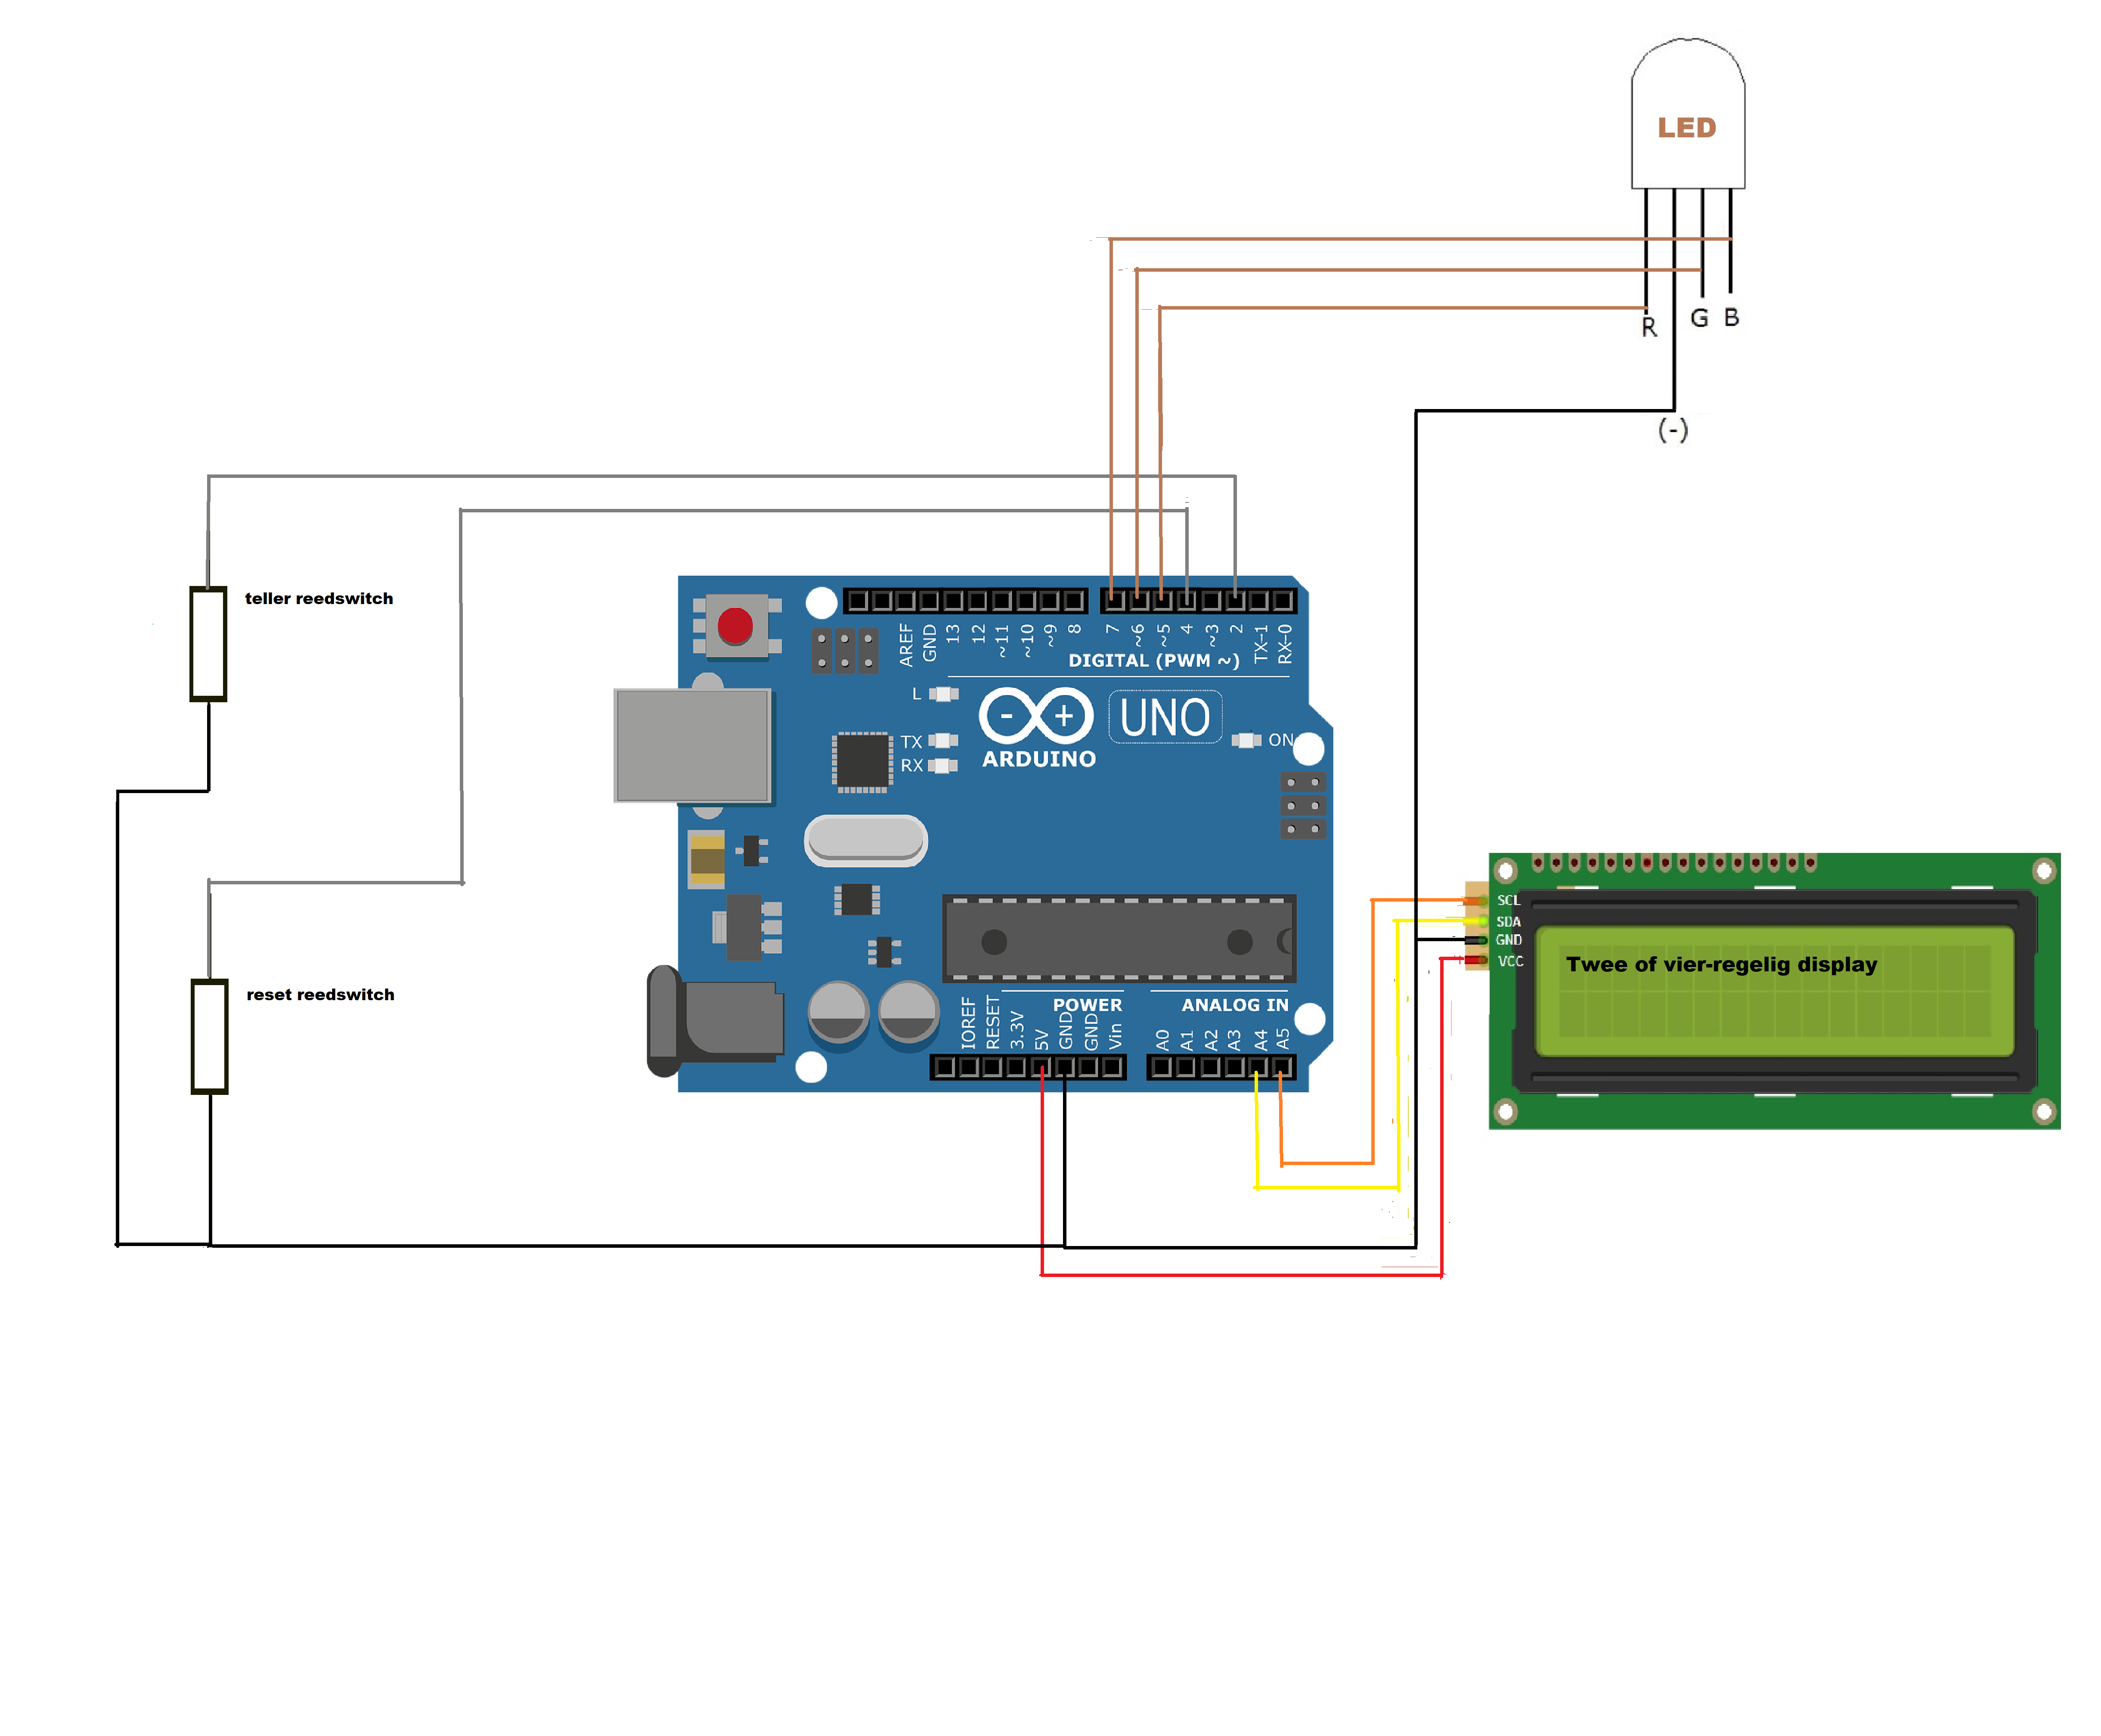 LED
R
G
B
(-)
teller reedswitch
reset reedswitch
AREF
GND
13
12
~11
~10
~9
8
7
~6
~5
4
~3
2
TX-1
RX-0
DIGITAL (PWM ~)
L
TX
RX
- +
ARDUINO
UNO
ON
POWER
ANALOG IN
IOREF
RESET
3.3V
5V
GND
GND
Vin
A0
A1
A2
A3
A4
A5
SCL
SDA
GND
VCC
Twee of vier-regelig display